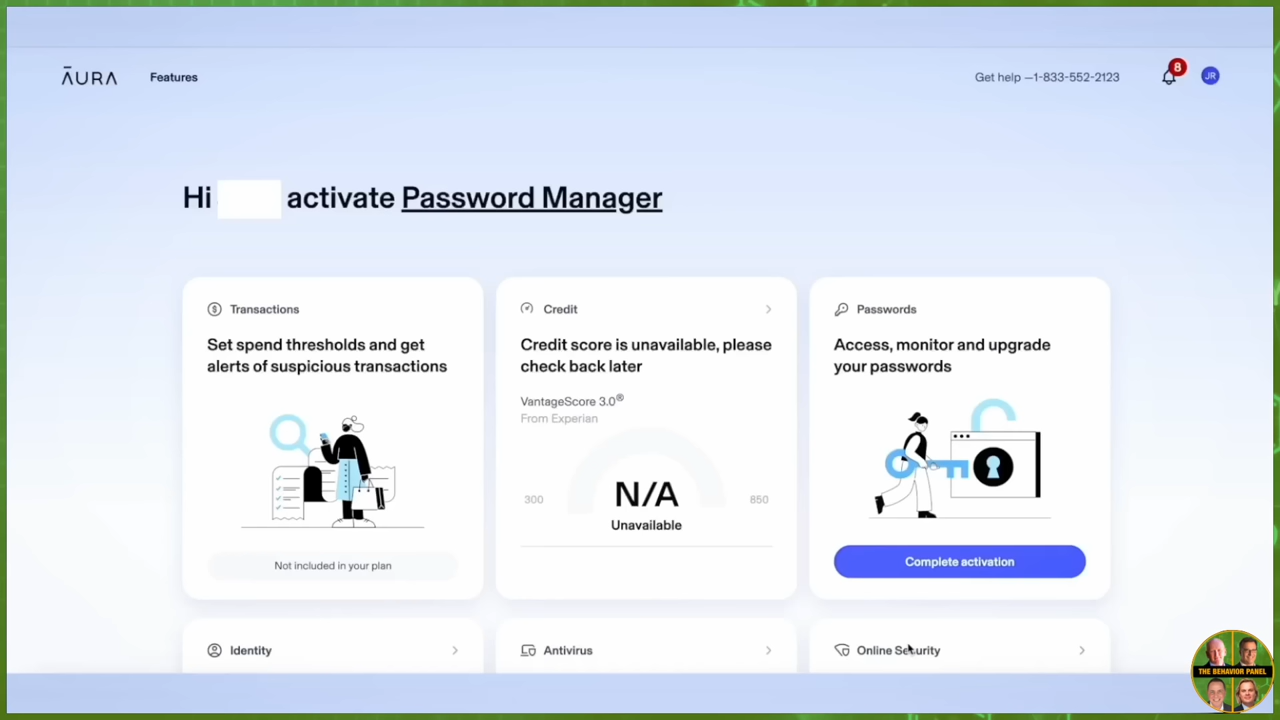 ĀURA
Features
Get help –1-833-552-2123
8
JR
Hi activate Password Manager
Transactions
Set spend thresholds and get
alerts of suspicious transactions
Not included in your plan
Credit
Credit score is unavailable, please
check back later
VantageScore 3.0®
From Experian
300
N/A
850
Unavailable
Passwords
Access, monitor and upgrade
your passwords
Complete activation
Identity
Antivirus
Online Security
THE BEHAVIOR PANEL